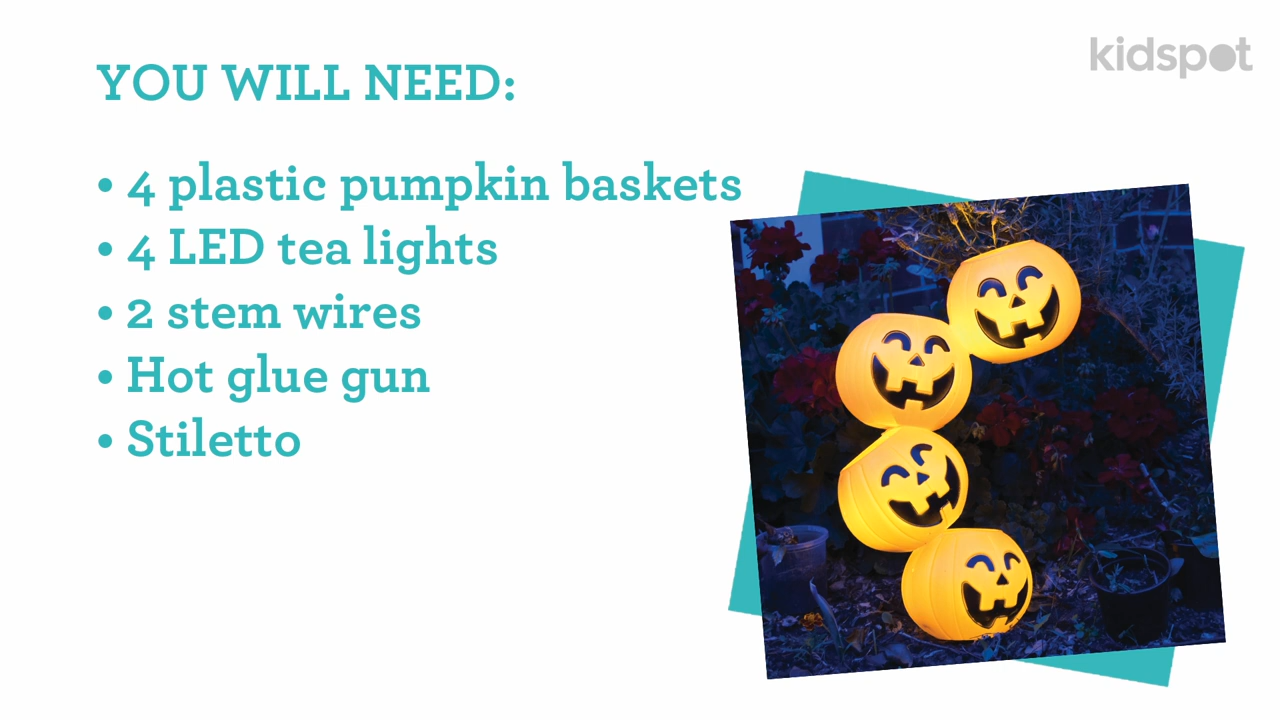 kidspot
YOU WILL NEED:
• 4 plastic pumpkin baskets
• 4 LED tea lights
• 2 stem wires
• Hot glue gun
• Stiletto